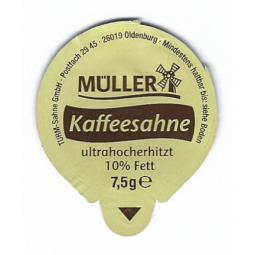 TURM-Sahne GmbH · Postfach 29 45 · 26019 Oldenburg · Mindestens haltbar bis: siehe Boden
MÜLLER
Kaffeesahne
ultrahocherhitzt
10% Fett
7,5g e